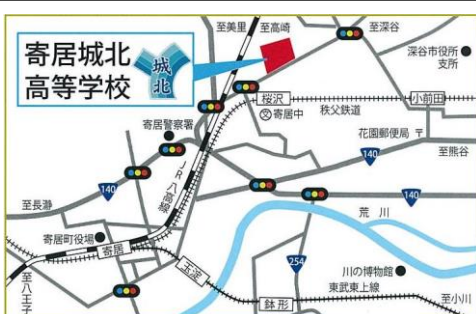 至美里
至高崎
至深谷
寄居城北
高等学校
城北
深谷市役所
支所
桜沢
秩父鉄道
小前田
寄居中
寄居警察署
花園郵便局
〒
至熊谷
140
JR八高線
140
至長瀞
140
荒川
寄居町役場
寄居
玉淀
254
川の博物館
東武東上線
至八王子
鉢形
至小川